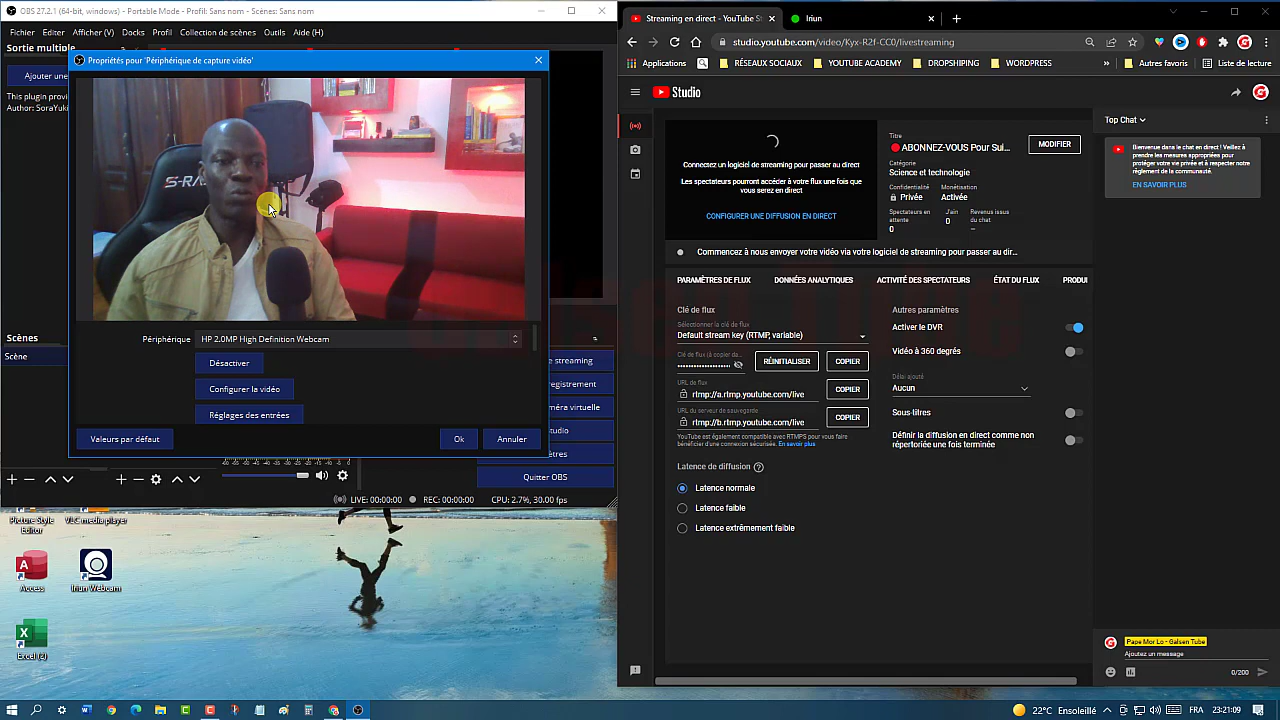 OBS 27.2.1 (64-bit, windows) - Portable Mode - Profil: Sans nom - Scènes: Sans nom
Fichier Editer Afficher (V) Docks Profil Collection de scènes Outils Aide (H)
Sortie multiple
Ajouter une
This plugin provi
Author: SoraYuki
Propriétés pour 'Périphérique de capture vidéo'
S-RA
Périphérique HP 2.0MP High Definition Webcam
Désactiver
Configurer la vidéo
Réglages des entrées
Valeurs par défaut Ok Annuler
Scènes
Scène
e streaming
registrement
méra virtuelle
tudio
ètres
Quitter OBS
LIVE: 00:00:00 REC: 00:00:00 CPU: 2.7%, 30.00 fps
Picture Style Editor
VLC media player
Access
Iriun Webcam
Excel (2)
Streaming en direct - YouTube St
Iriun
studio.youtube.com/video/Kyx-R2f-CC0/livestreaming
Applications RÉSEAUX SOCIAUX YOUTUBE ACADEMY DROPSHIPING WORDPRESS » Autres favoris Liste de lecture
Studio
Connectez un logiciel de streaming pour passer au direct
Les spectateurs pourront accéder à votre flux une fois que
vous serez en direct
CONFIGURER UNE DIFFUSION EN DIRECT
Titre
ABONNEZ-VOUS Pour Sui...
MODIFIER
Catégorie
Science et technologie
Confidentialité Monétisation
Privée Activée
Spectateurs en attente J'aim Revenus issus du chat
0 0 –
Commencez à nous envoyer votre vidéo via votre logiciel de streaming pour passer au dir...
PARAMÈTRES DE FLUX DONNÉES ANALYTIQUES ACTIVITÉ DES SPECTATEURS ÉTAT DU FLUX PRODUI
Clé de flux
Sélectionner la clé de flux
Default stream key (RTMP, variable)
Clé de flux (à copier da...
RÉINITIALISER COPIER
URL de flux
rtmp://a.rtmp.youtube.com/live
COPIER
URL du serveur de sauvegarde
rtmp://b.rtmp.youtube.com/live
COPIER
YouTube est également compatible avec RTMPS pour vous faire
bénéficier d'une connexion sécurisée. En savoir plus
Latence de diffusion
Latence normale
Latence faible
Latence extrêmement faible
Autres paramètres
Activer le DVR
Vidéo à 360 degrés
Délai ajouté
Aucun
Sous-titres
Définir la diffusion en direct comme non
répertoriée une fois terminée
Top Chat
Bienvenue dans le chat en direct ! Veillez à
prendre les mesures appropriées pour
protéger votre vie privée et à respecter notre
règlement de la communauté.
EN SAVOIR PLUS
Pape Mor Lo - Galsen Tube
Ajoutez un message
0/200
22°C Ensoleillé FRA 23:21:09